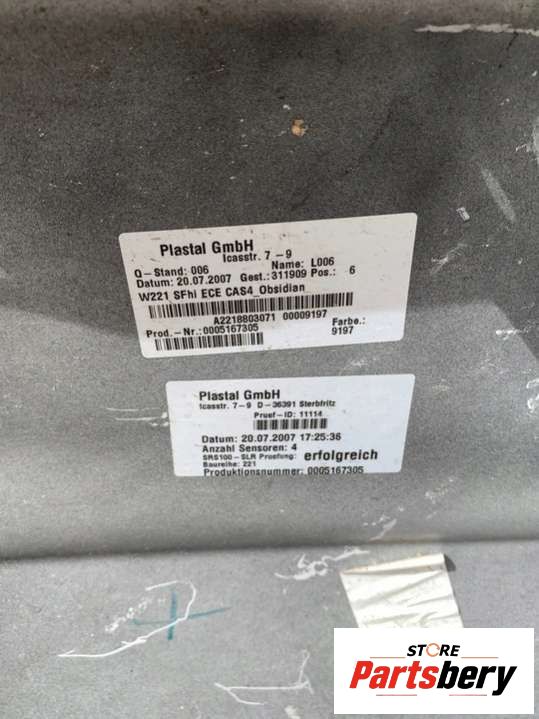 Plastal GmbH
Icasstr. 7-9
Q-Stand: 006 Name: L006
Datum: 20.07.2007 Gest.: 311909 Pos.: 6
W221 SFhi ECE CAS4_Obsidian
A2218803071 00009197
Farbe.:
Prod.-Nr.: 0005167305 9197
Plastal GmbH
Icasstr. 7-9 D-36391 Sterbfritz
Pruef-ID: 11114
Datum: 20.07.2007 17:25:36
Anzahl Sensoren: 4
SRS100-SLR Pruefung: erfolgreich
Baureihe: 221
Produktionsnummer: 0005167305
STORE
Partsbery